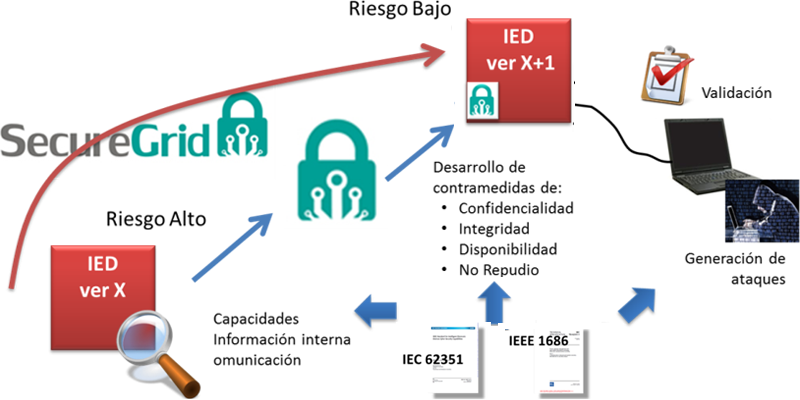 Riesgo Bajo
IED
ver X+1
Validación
SecureGrid
Desarrollo de
contramedidas de:
• Confidencialidad
• Integridad
• Disponibilidad
• No Repudio
Riesgo Alto
IED
ver X
Generación de
ataques
Capacidades
Información interna
omunicación
IEC 62351
IEEE 1686